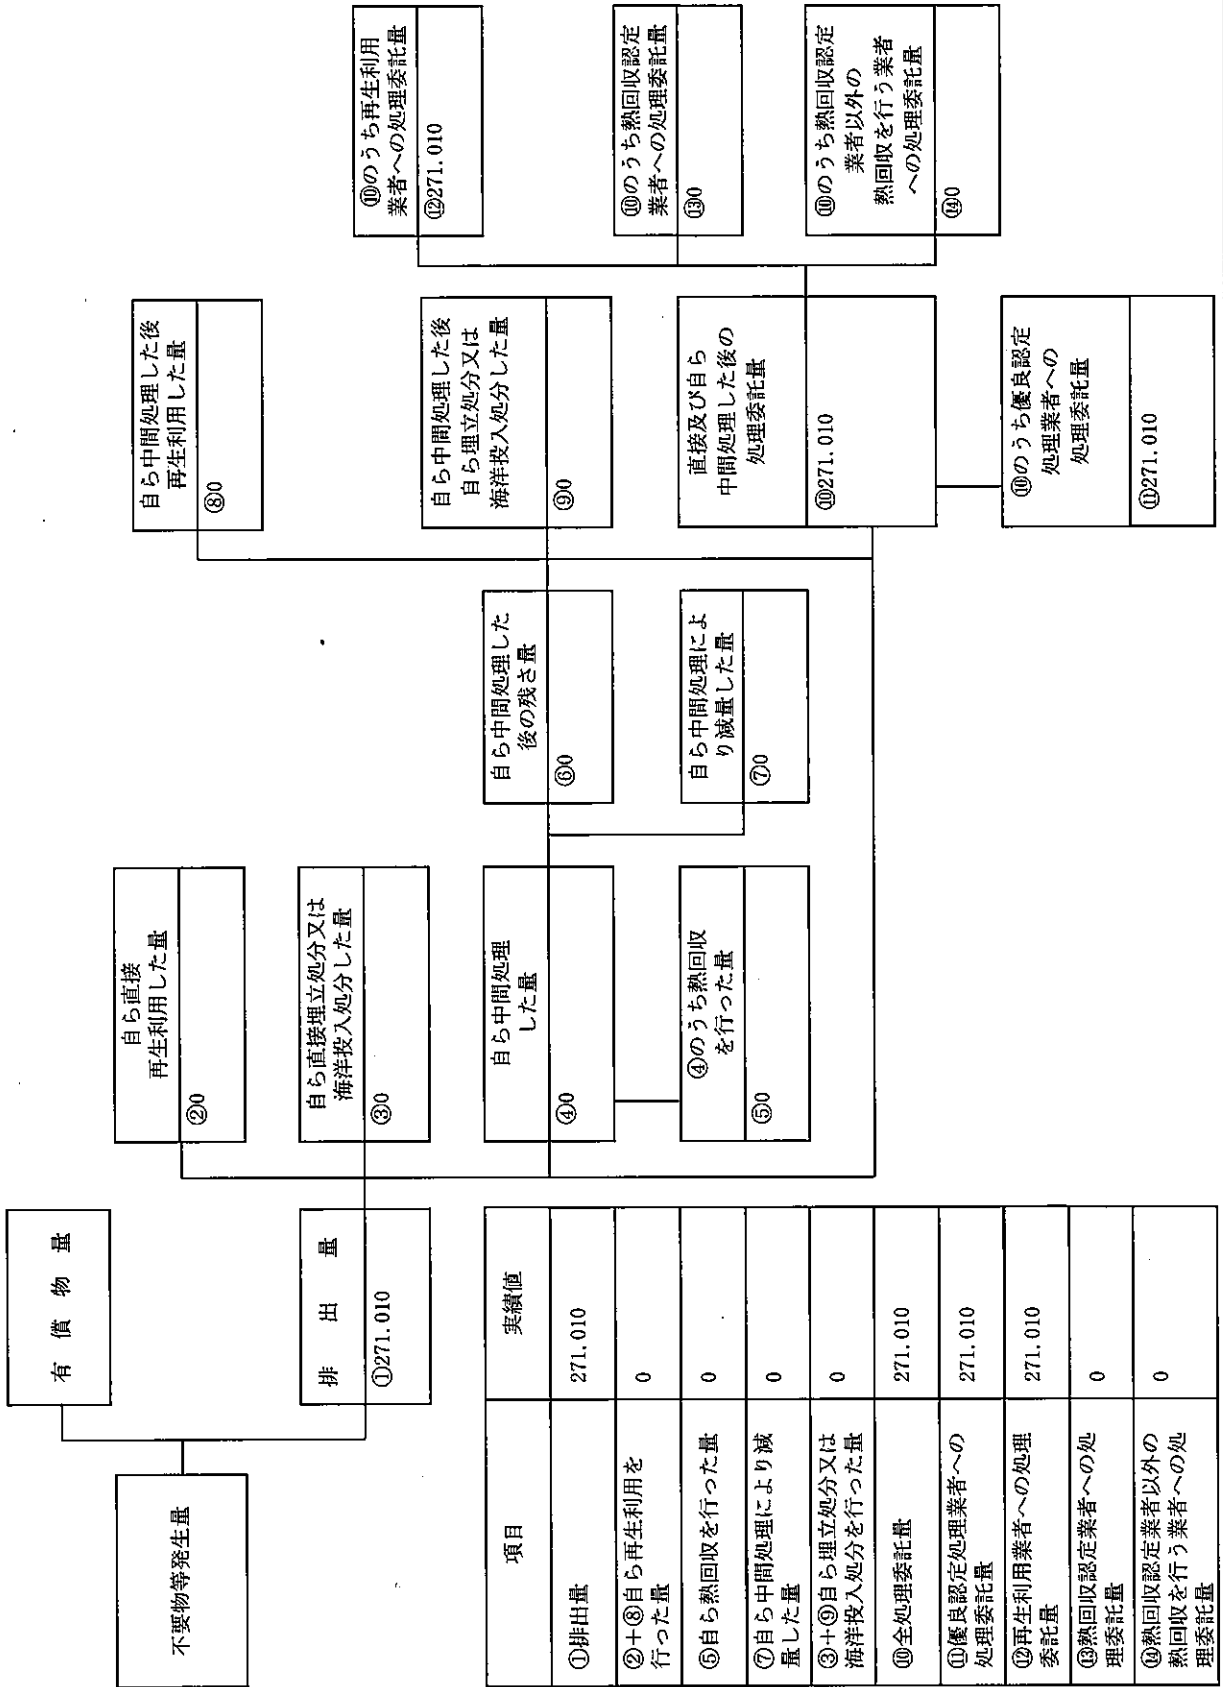 不要物等発生量
有償物量
排出量
①271.010
自ら直接
再生利用した量
②0
自ら直接埋立処分又は
海洋投入処分した量
③0
自ら中間処理
した量
④0
④のうち熱回収
を行った量
⑤0
自ら中間処理した
後の残さ量
⑥0
自ら中間処理によ
り減量した量
⑦0
自ら中間処理した後
再生利用した量
⑧0
自ら中間処理した後
自ら埋立処分又は
海洋投入処分した量
⑨0
直接及び自ら
中間処理した後の
処理委託量
⑩271.010
⑩のうち優良認定
処理業者への
処理委託量
⑪271.010
⑩のうち再生利用
業者への処理委託量
⑫271.010
⑩のうち熱回収認定
業者への処理委託量
⑬0
⑩のうち熱回収認定
業者以外の
熱回収を行う業者
への処理委託量
⑭0
項目 実績値
①排出量 271.010
②+⑧自ら再生利用を
行った量 0
⑤自ら熱回収を行った量 0
⑦自ら中間処理により減
量した量 0
③+⑨自ら埋立処分又は
海洋投入処分を行った量 0
⑩全処理委託量 271.010
⑪優良認定処理業者への
処理委託量 271.010
⑫再生利用業者への処理
委託量 271.010
⑬熱回収認定業者への処
理委託量 0
⑭熱回収認定業者以外の
熱回収を行う業者への処
理委託量 0